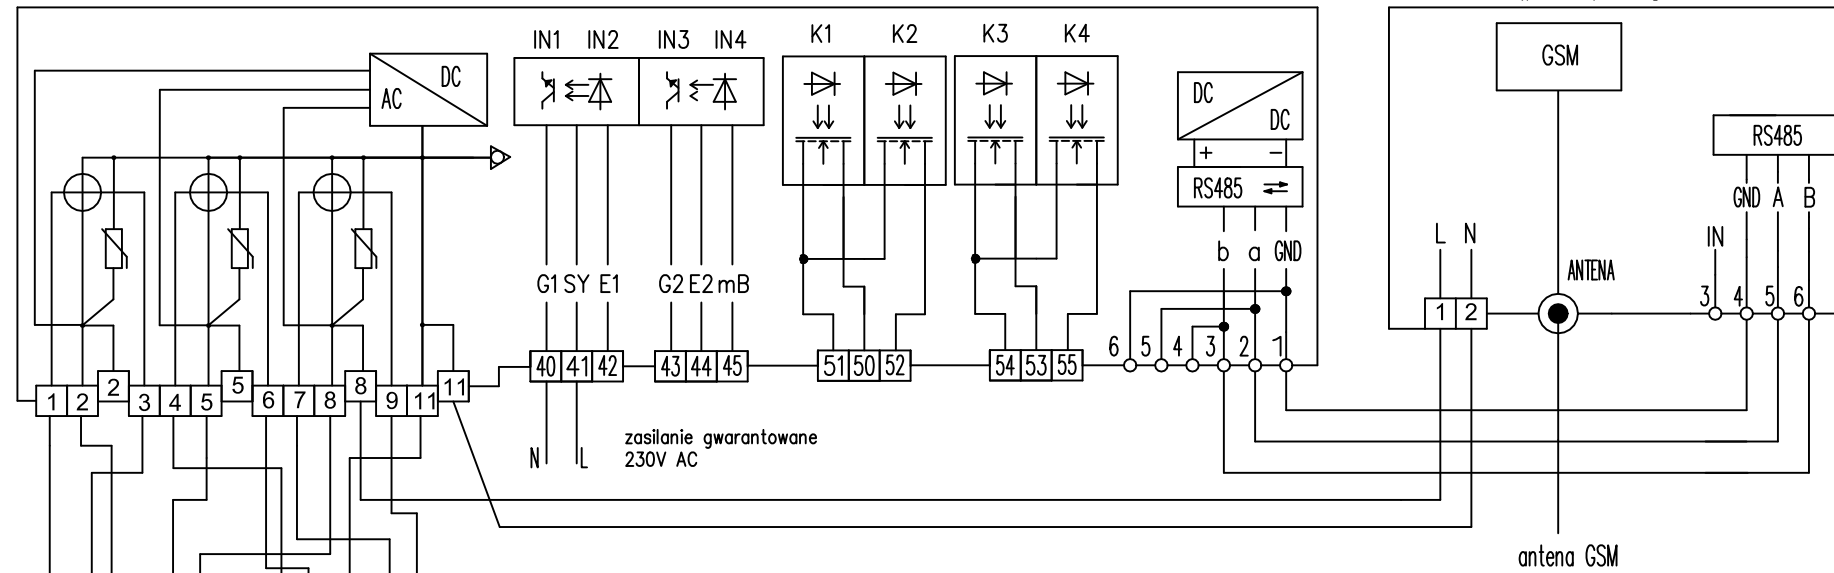 IN1 IN2 IN3 IN4 K1 K2 K3 K4
GSM
DC
AC
DC
DC
+ −
RS485
RS485
GND A B
L N
IN
b a GND
ANTENA
G1 SY E1 G2 E2 mB
3 4 5 6
1 2
6 5 4 3 2 1
40 41 42 43 44 45 51 50 52 54 53 55
2 5 8 11
1 2 3 4 5 6 7 8 9 11
zasilanie gwarantowane
230V AC
N L
antena GSM